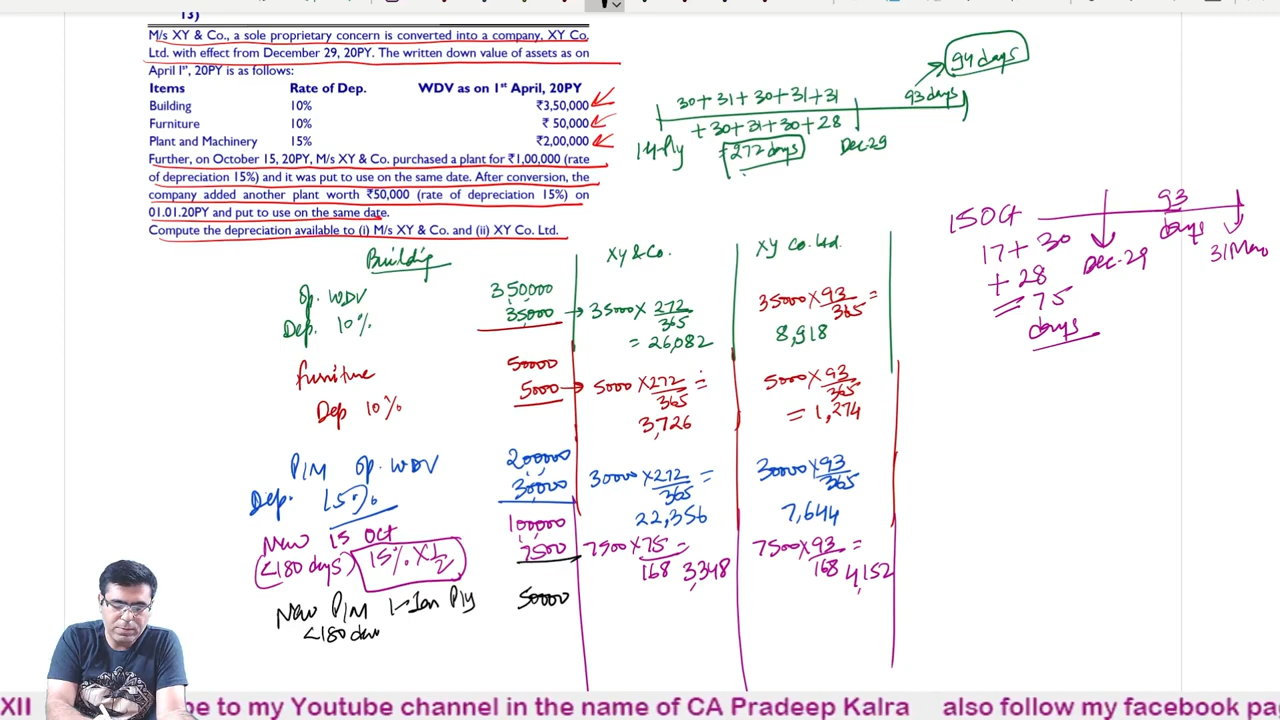 13)
M/s XY & Co., a sole proprietary concern is converted into a company, XY Co.
Ltd. with effect from December 29, 20PY. The written down value of assets as on
April 1st, 20PY is as follows:
Items Rate of Dep. WDV as on 1st April, 20PY
Building 10% ₹3,50,000
Furniture 10% ₹ 50,000
Plant and Machinery 15% ₹2,00,000
Further, on October 15, 20PY, M/s XY & Co. purchased a plant for ₹1,00,000 (rate
of depreciation 15%) and it was put to use on the same date. After conversion, the
company added another plant worth ₹50,000 (rate of depreciation 15%) on
01.01.20PY and put to use on the same date.
Compute the depreciation available to (i) M/s XY & Co. and (ii) XY Co. Ltd.
94 days
30+31+30+31+31
93 days
+30+31+30+28
Dec-29
=272 days
15 Oct
93 days
17+30
+28
Dec-29
31 Mar
= 75
days
Building XY & Co. XY Co. Ltd.
Op. WDV 350000
Dep. 10% 35,000 → 35000 × 272/365 35000 × 93/365 =
= 26,082 8,918
furniture 50000
Dep 10% 5000 → 5000 × 272/365 = 5000 × 93/365
3,726 = 1,274
P/M Op. WDV 200000
Dep. 15% 30,000 30000 × 272/365 = 30000 × 93/365
22,356 7,644
New 15 Oct 100000
(<180 days) 15% × 1/2 7500 7500 × 75/168 = 3348 7500 × 93/168 = 4,152
New P/M 50000
<180 days
XII
be to my Youtube channel in the name of CA Pradeep Kalra also follow my facebook pa